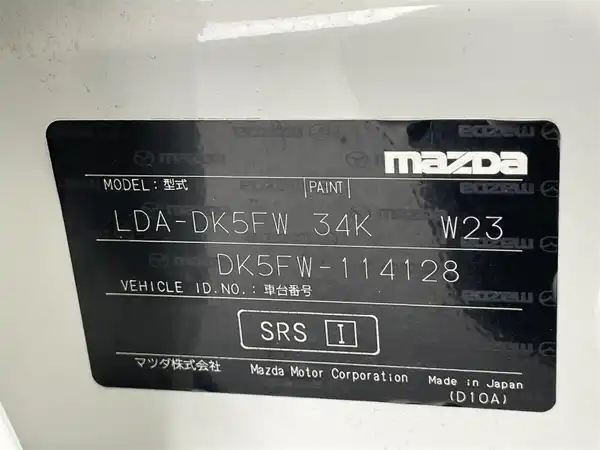 mazda
MODEL: 型式 PAINT
LDA-DK5FW 34K W23
DK5FW-114128
VEHICLE ID.NO.: 車台番号
SRS I
マツダ株式会社 Mazda Motor Corporation Made in Japan
(D10A)